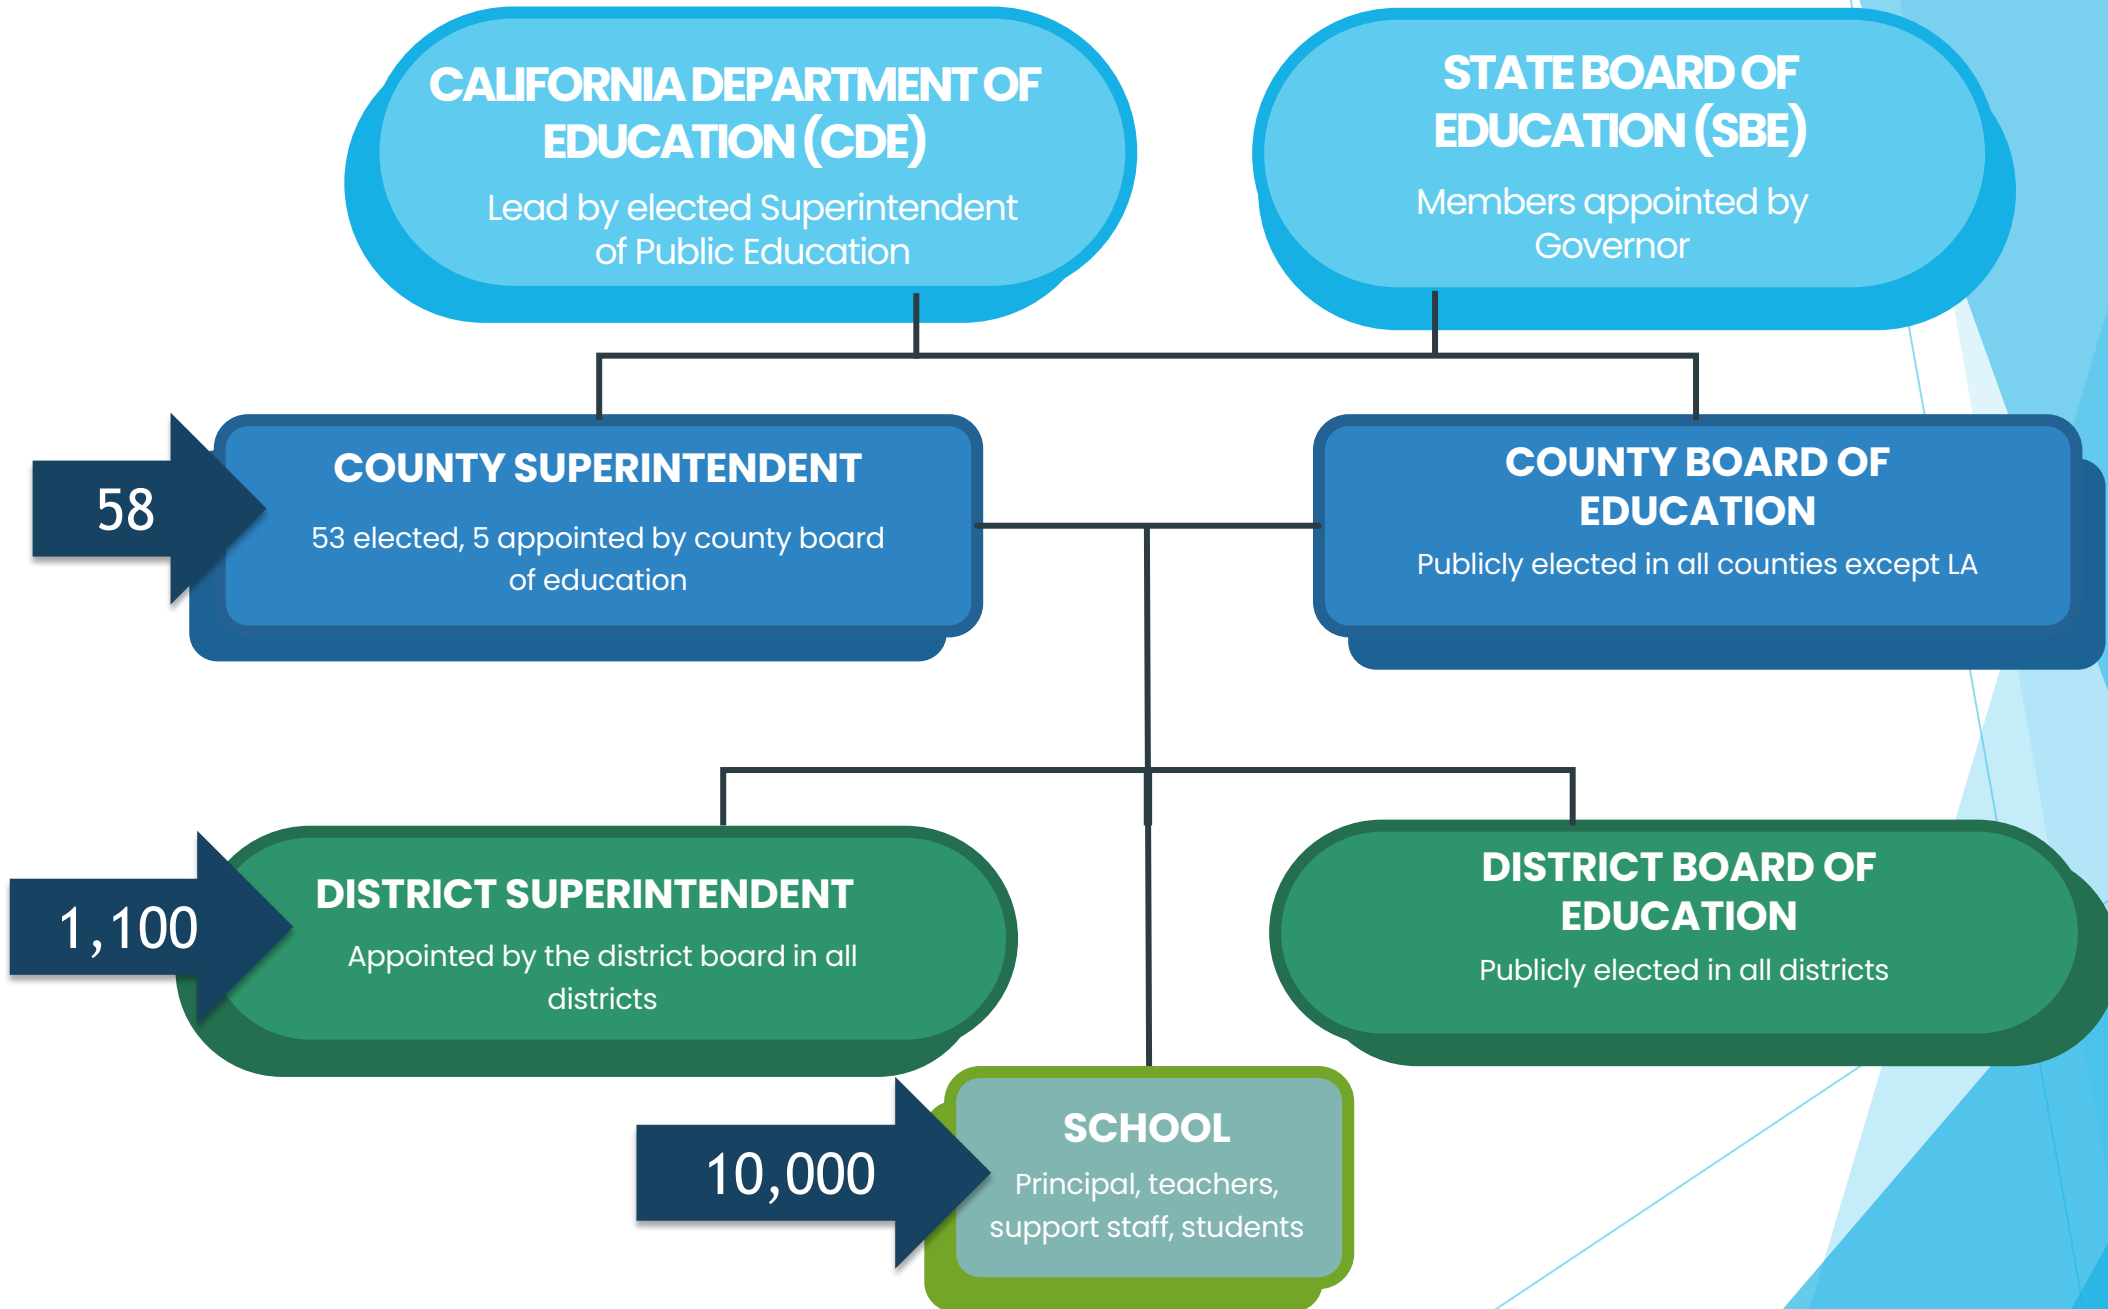 CALIFORNIA DEPARTMENT OF
EDUCATION (CDE)
Lead by elected Superintendent
of Public Education
STATE BOARD OF
EDUCATION (SBE)
Members appointed by
Governor
58
COUNTY SUPERINTENDENT
53 elected, 5 appointed by county board
of education
COUNTY BOARD OF
EDUCATION
Publicly elected in all counties except LA
1,100
DISTRICT SUPERINTENDENT
Appointed by the district board in all
districts
DISTRICT BOARD OF
EDUCATION
Publicly elected in all districts
10,000
SCHOOL
Principal, teachers,
support staff, students